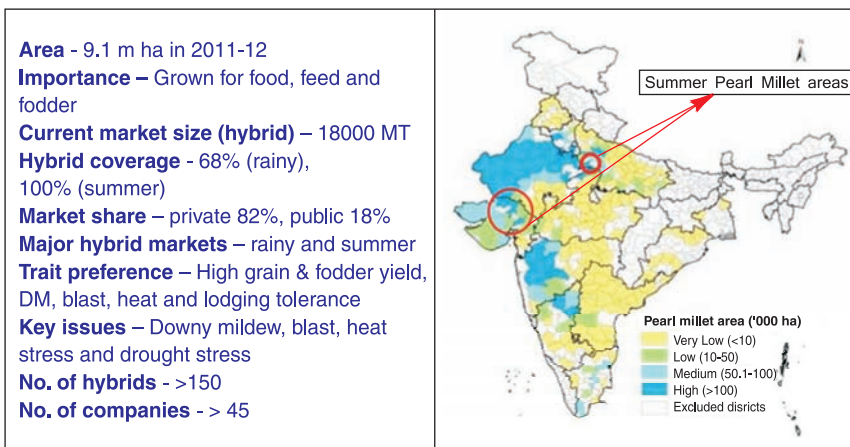 Area - 9.1 m ha in 2011-12
Importance – Grown for food, feed and
fodder
Current market size (hybrid) – 18000 MT
Hybrid coverage - 68% (rainy),
100% (summer)
Market share – private 82%, public 18%
Major hybrid markets – rainy and summer
Trait preference – High grain & fodder yield,
DM, blast, heat and lodging tolerance
Key issues – Downy mildew, blast, heat
stress and drought stress
No. of hybrids - >150
No. of companies - > 45
N
Summer Pearl Millet areas
Pearl millet area ('000 ha)
Very Low (<10)
Low (10-50)
Medium (50.1-100)
High (>100)
Excluded disricts